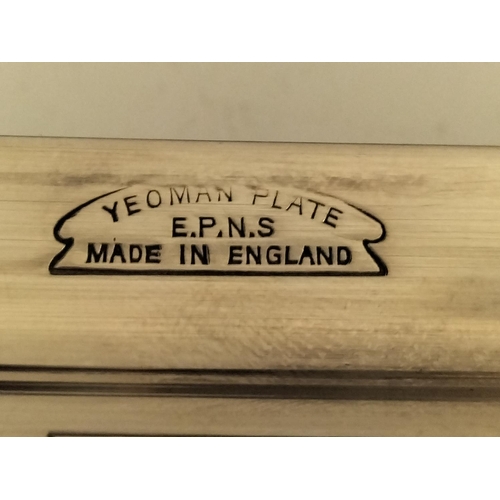 YEOMAN PLATE
E.P.N.S
MADE IN ENGLAND